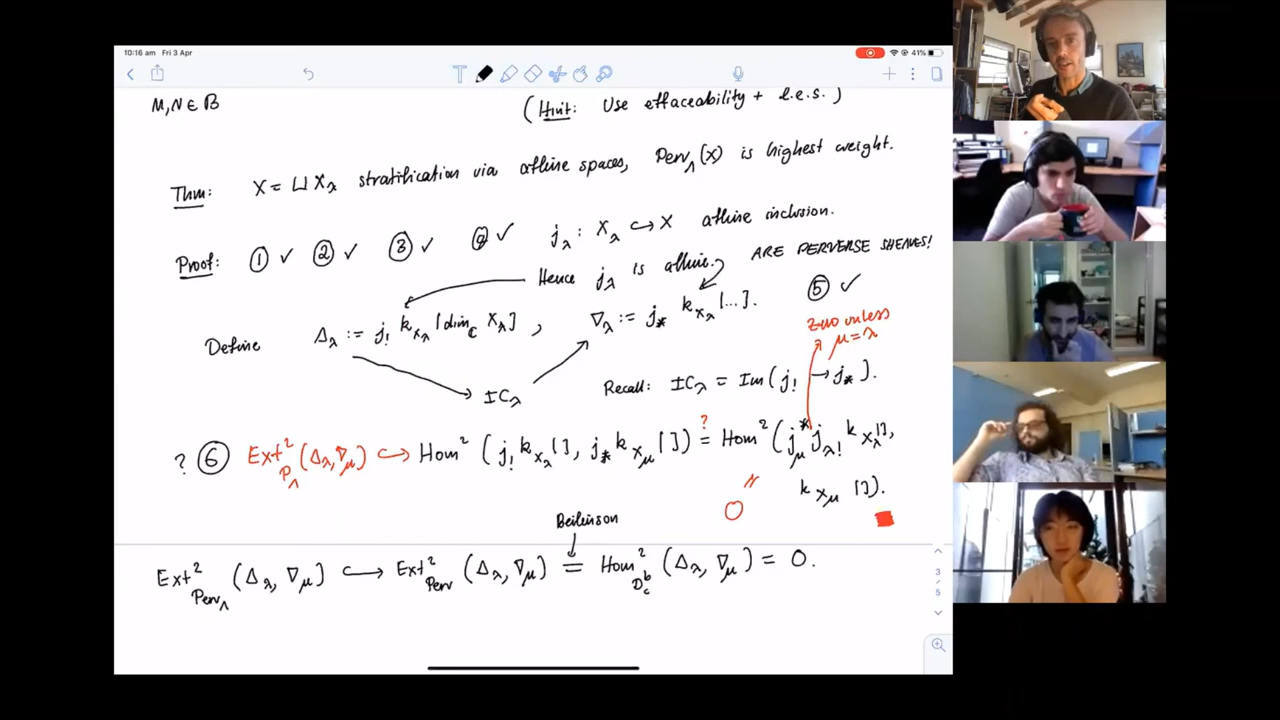 10:16 am Fri 3 Apr
41%
M, N ∈ B
(Hint: Use effaceability + l.e.s.)
Thm: X = ⊔ X_λ stratification via affine spaces, Perv_Λ(X) is highest weight.
Proof: ① ✓ ② ✓ ③ ✓ ④ ✓ j_λ : X_λ ↪ X affine inclusion.
Hence j_λ is affine. ARE PERVERSE SHEAVES!
⑤ ✓
Define Δ_λ := j_! k_{X_λ} [dim_C X_λ], ∇_λ := j_* k_{X_λ} [...].
zero unless
μ = λ
IC_λ
Recall: IC_λ = Im(j_! → j_*).
? ⑥ Ext²_{P_Λ}(Δ_λ, ∇_μ) ↪ Hom²(j_! k_{X_λ}[], j_* k_{X_μ}[]) =? Hom²(j_μ^* j_{λ!} k_{X_λ}[],
k_{X_μ}[]).
0
Beilinson
Ext²_{Perv_Λ}(Δ_λ, ∇_μ) ↪ Ext²_{Perv}(Δ_λ, ∇_μ) = Hom²_{D^b_c}(Δ_λ, ∇_μ) = 0.
3
/
5